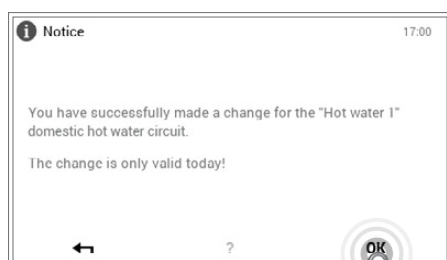 i Notice 17:00
You have successfully made a change for the "Hot water 1"
domestic hot water circuit.
The change is only valid today!
? OK